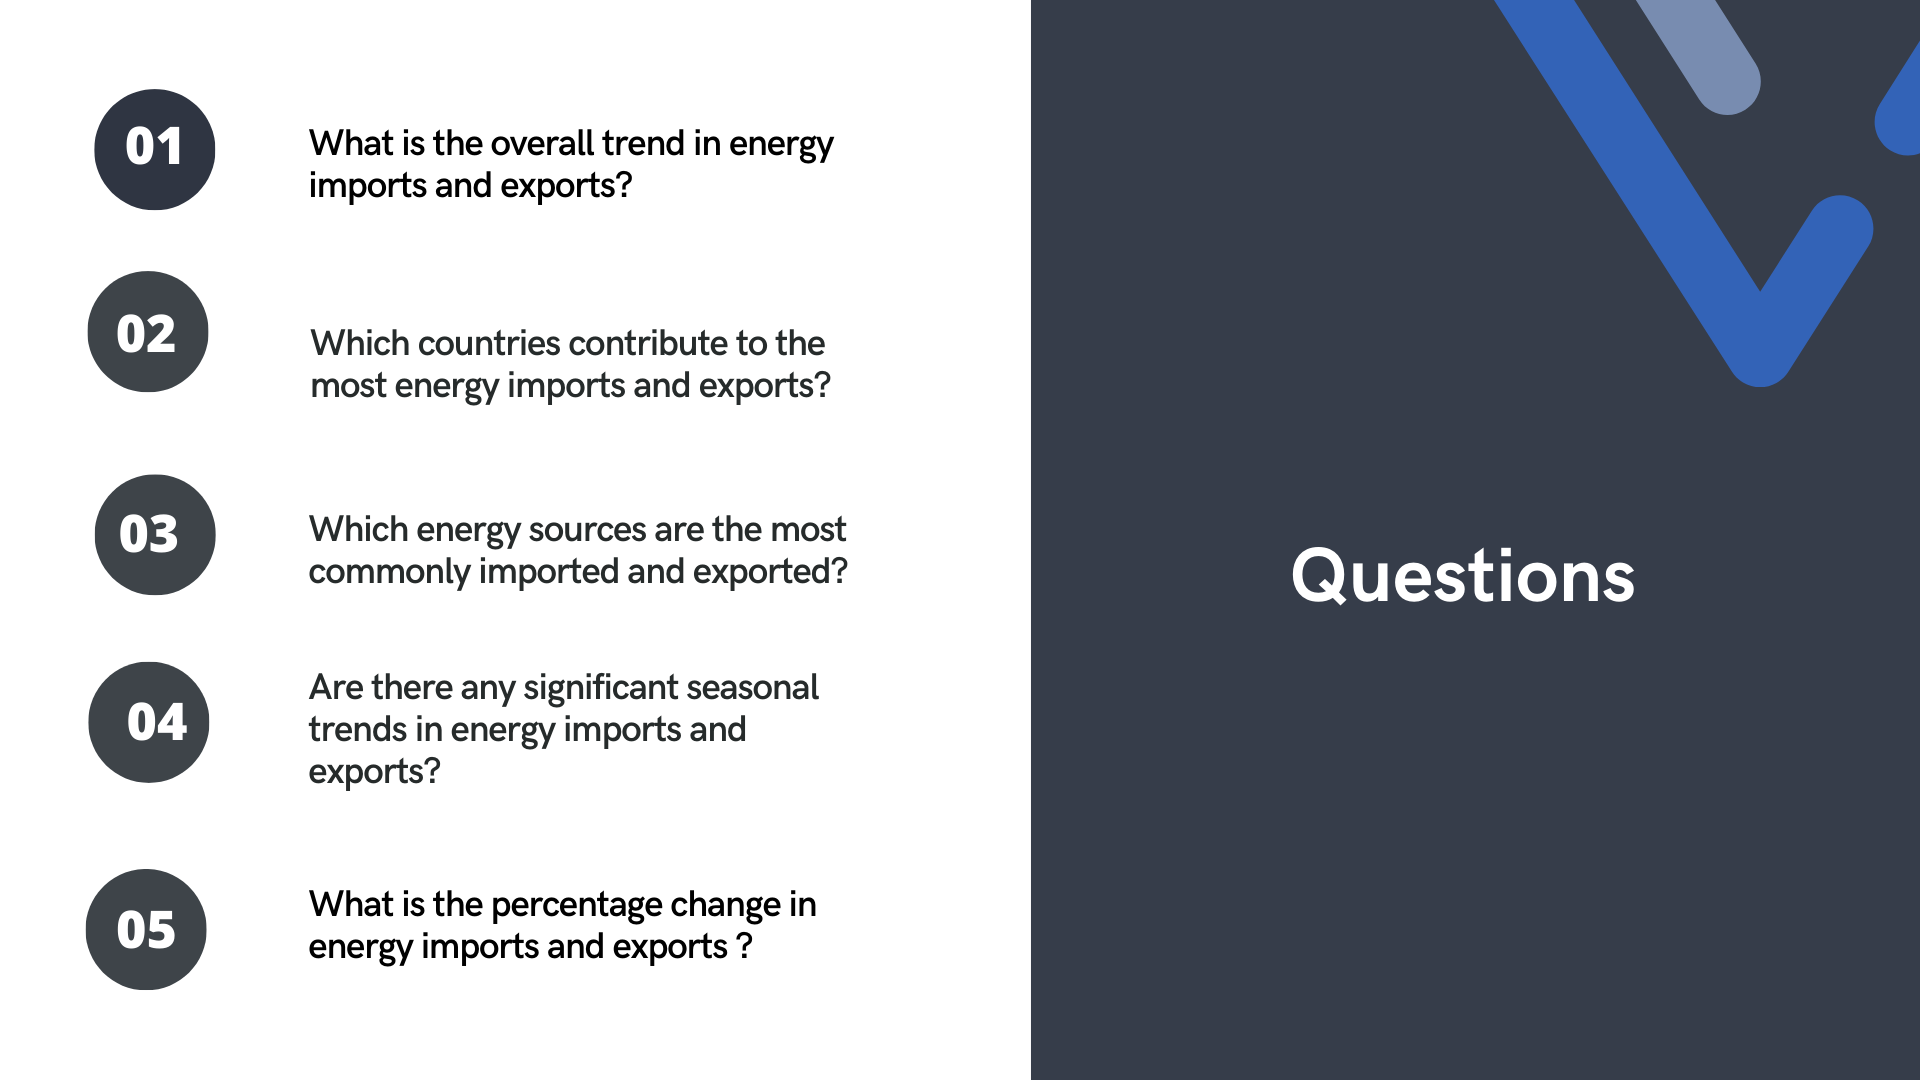 01
What is the overall trend in energy
imports and exports?
02
Which countries contribute to the
most energy imports and exports?
03
Which energy sources are the most
commonly imported and exported?
04
Are there any significant seasonal
trends in energy imports and
exports?
05
What is the percentage change in
energy imports and exports ?
Questions